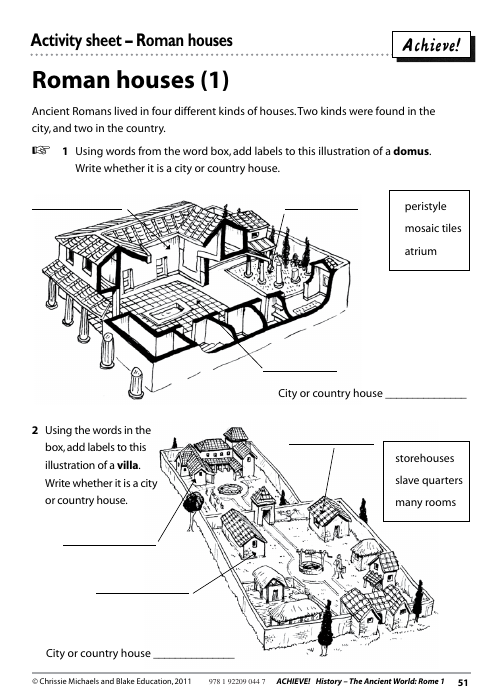 Activity sheet – Roman houses
Achieve!
Roman houses (1)
Ancient Romans lived in four different kinds of houses. Two kinds were found in the
city, and two in the country.
1 Using words from the word box, add labels to this illustration of a domus.
Write whether it is a city or country house.
peristyle
mosaic tiles
atrium
City or country house _______________
2 Using the words in the
box, add labels to this
illustration of a villa.
Write whether it is a city
or country house.
storehouses
slave quarters
many rooms
City or country house _______________
© Chrissie Michaels and Blake Education, 2011 978 1 92209 044 7 ACHIEVE! History – The Ancient World: Rome 1 51